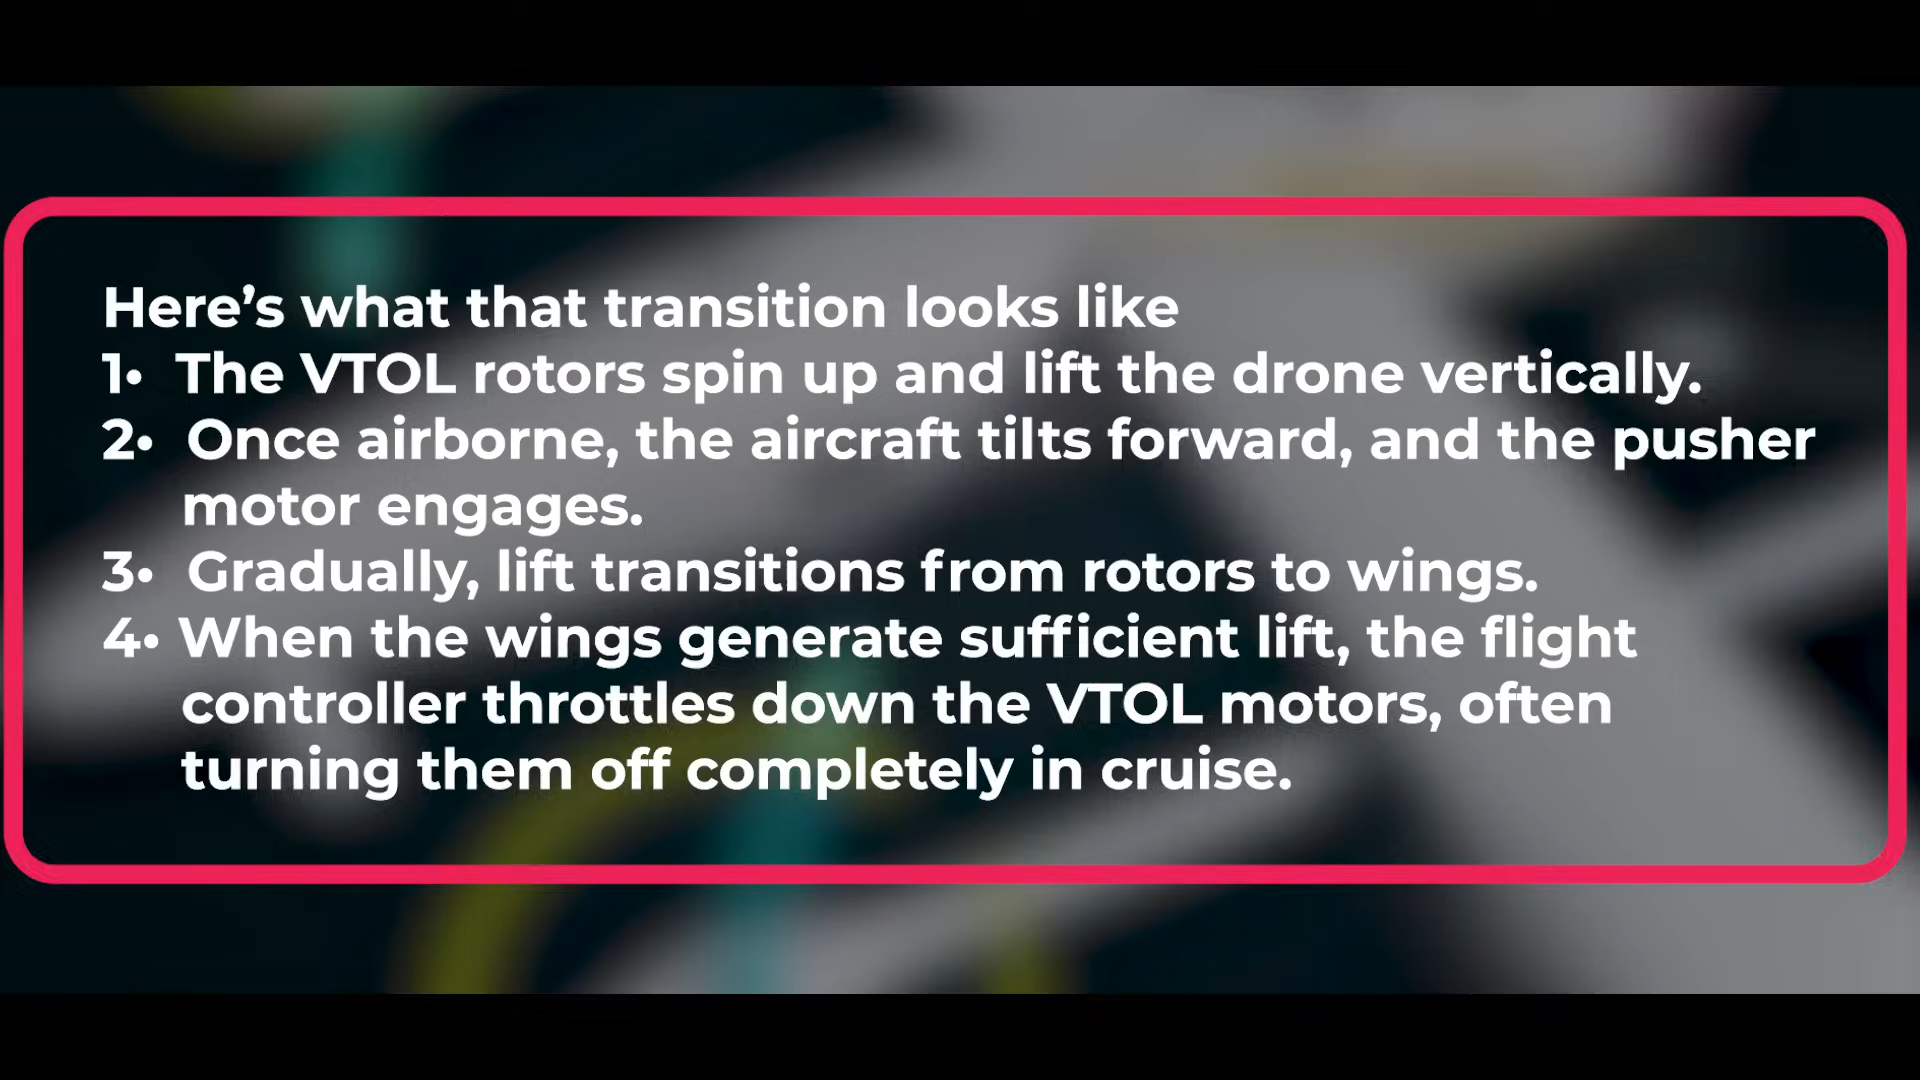 Here’s what that transition looks like
1• The VTOL rotors spin up and lift the drone vertically.
2• Once airborne, the aircraft tilts forward, and the pusher
motor engages.
3• Gradually, lift transitions from rotors to wings.
4• When the wings generate sufficient lift, the flight
controller throttles down the VTOL motors, often
turning them off completely in cruise.